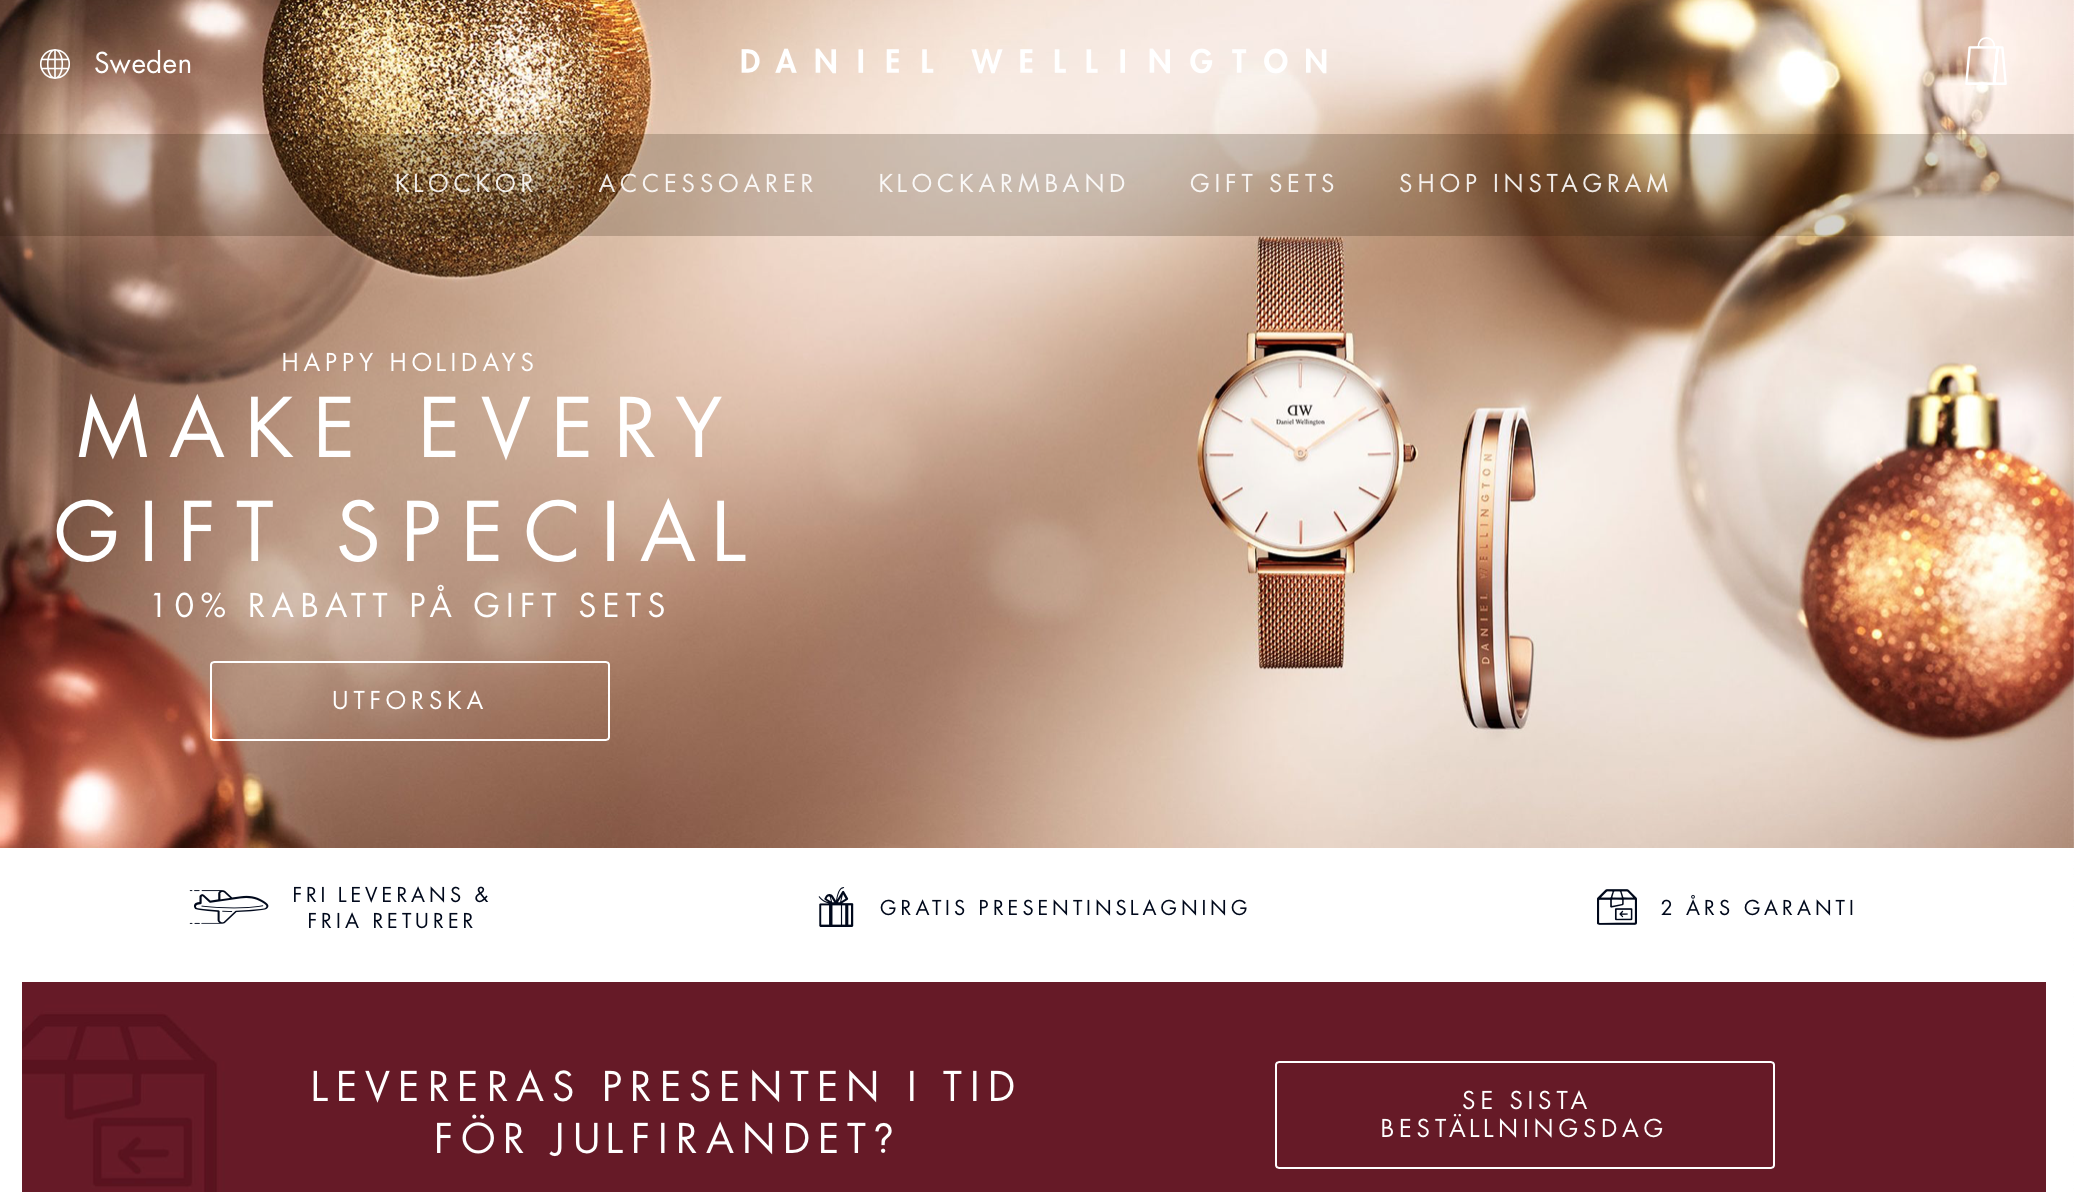 Sweden
DANIEL WELLINGTON
KLOCKOR
ACCESSOARER
KLOCKARMBAND
GIFT SETS
SHOP INSTAGRAM
HAPPY HOLIDAYS
MAKE EVERY
GIFT SPECIAL
10% RABATT PÅ GIFT SETS
UTFORSKA
DW
Daniel Wellington
DANIEL WELLINGTON
FRI LEVERANS &
FRIA RETURER
GRATIS PRESENTINSLAGNING
2 ÅRS GARANTI
LEVERERAS PRESENTEN I TID
FÖR JULFIRANDET?
SE SISTA
BESTÄLLNINGSDAG